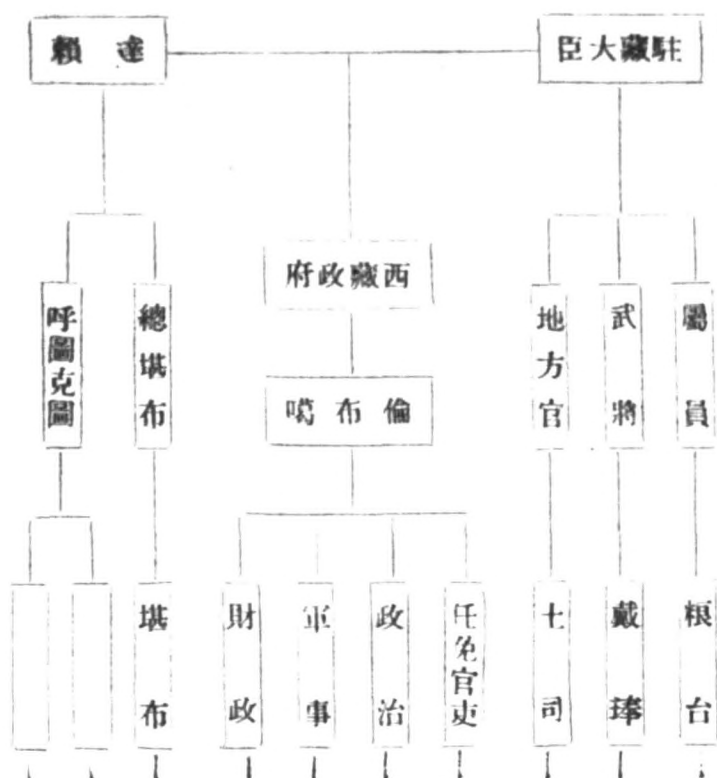 駐藏大臣
達賴
西藏政府
屬員
武將
地方官
總堪布
呼圖克圖
倫布噶
粮台
戴琫
土司
任免官吏
政治
軍事
財政
堪布